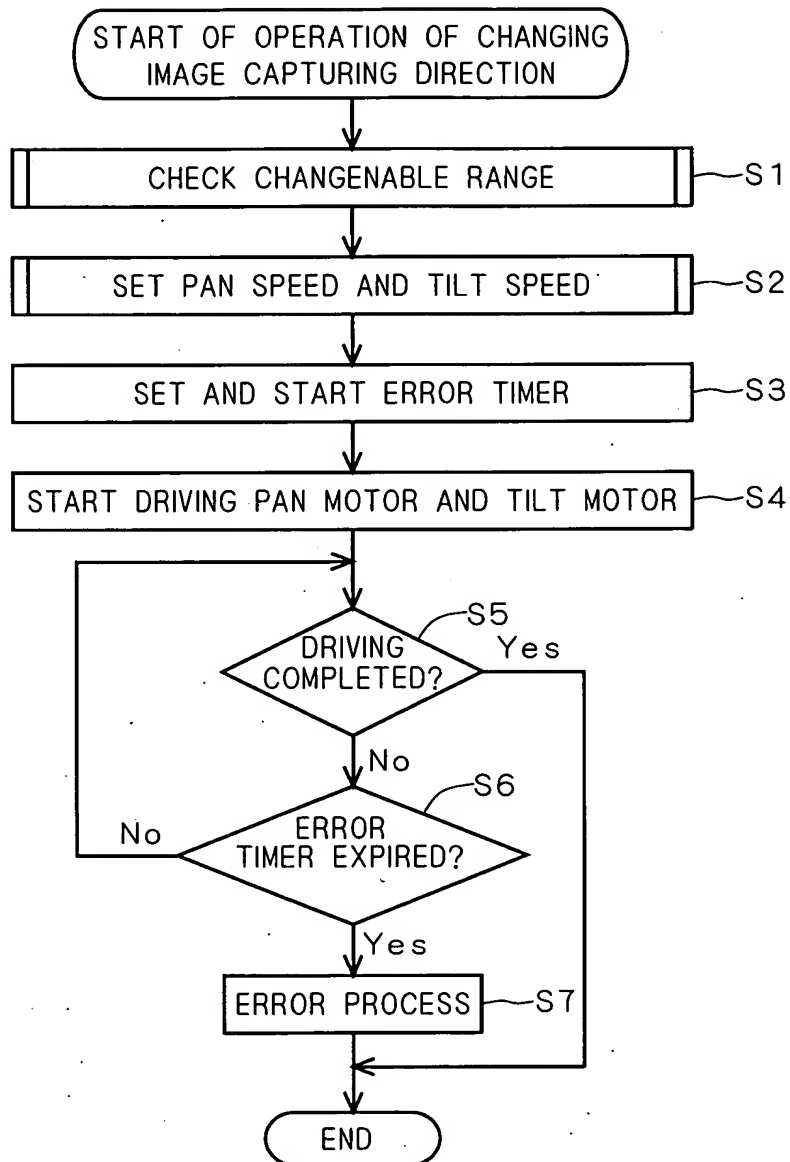 START OF OPERATION OF CHANGING
IMAGE CAPTURING DIRECTION
CHECK CHANGENABLE RANGE
S1
SET PAN SPEED AND TILT SPEED
S2
SET AND START ERROR TIMER
S3
START DRIVING PAN MOTOR AND TILT MOTOR
S4
S5
DRIVING
COMPLETED?
Yes
No
S6
ERROR
TIMER EXPIRED?
No
Yes
ERROR PROCESS
S7
END